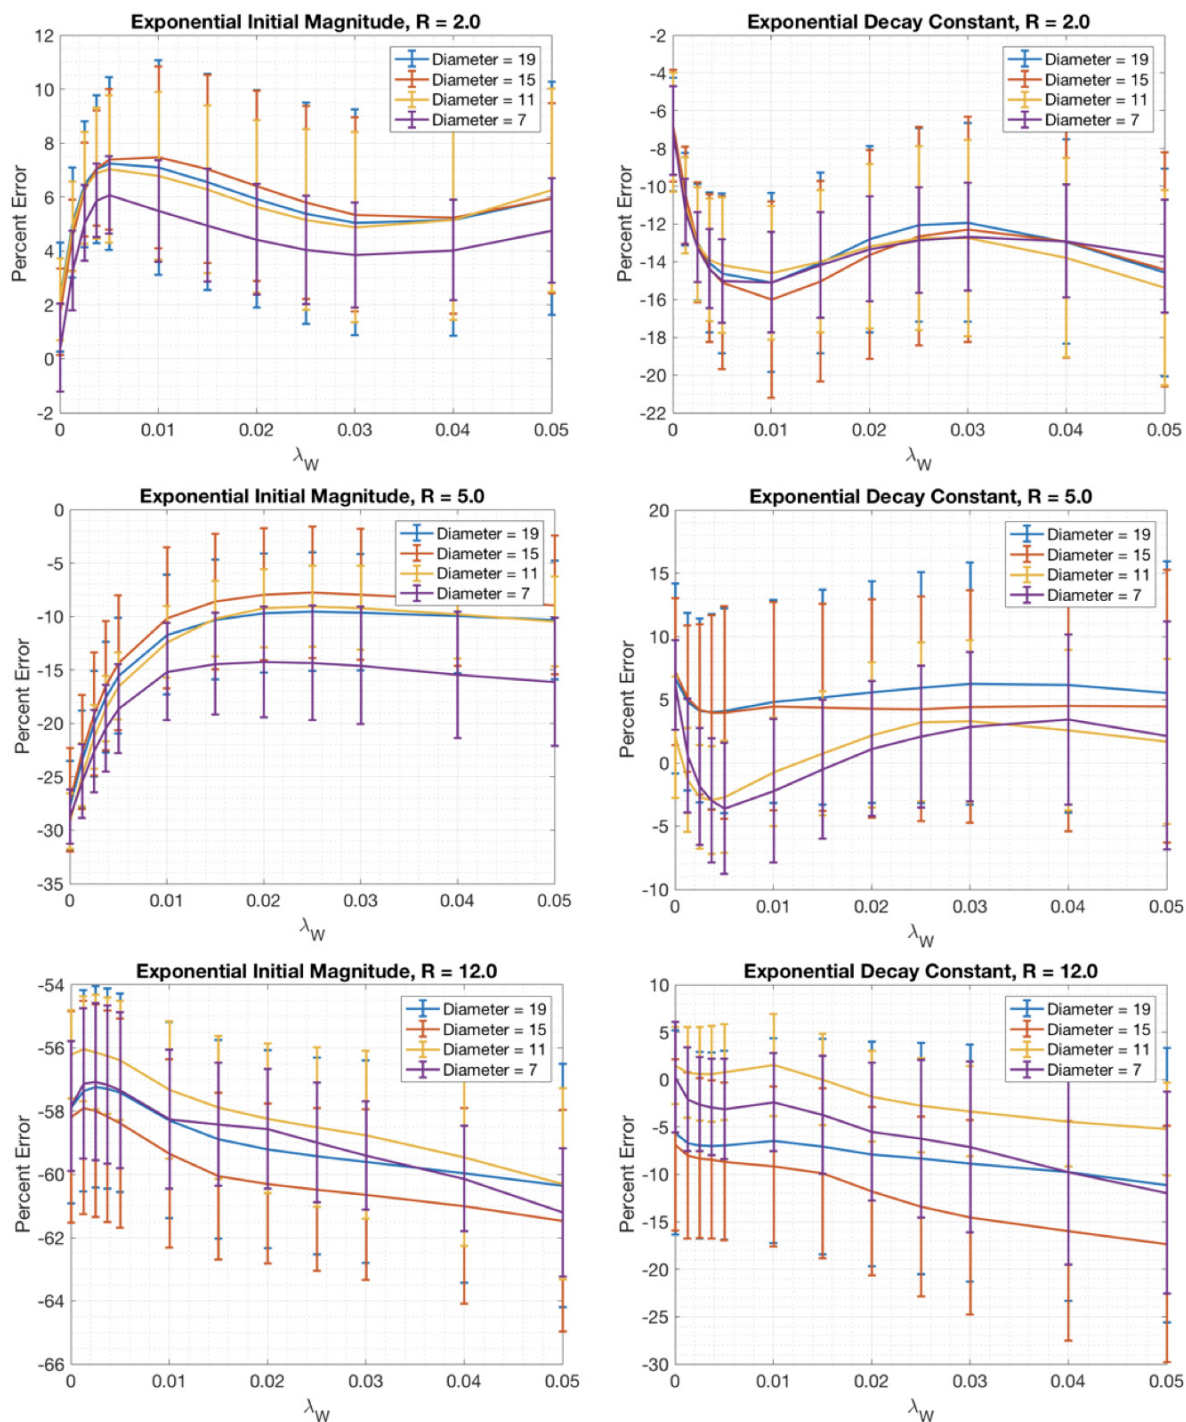 Exponential Initial Magnitude, R = 2.0
12
10
8
6
4
2
0
-2
Percent Error
Diameter = 19
Diameter = 15
Diameter = 11
Diameter = 7
0 0.01 0.02 0.03 0.04 0.05
λW
Exponential Decay Constant, R = 2.0
-2
-4
-6
-8
-10
-12
-14
-16
-18
-20
-22
Percent Error
Diameter = 19
Diameter = 15
Diameter = 11
Diameter = 7
0 0.01 0.02 0.03 0.04 0.05
λW
Exponential Initial Magnitude, R = 5.0
0
-5
-10
-15
-20
-25
-30
-35
Percent Error
Diameter = 19
Diameter = 15
Diameter = 11
Diameter = 7
0 0.01 0.02 0.03 0.04 0.05
λW
Exponential Decay Constant, R = 5.0
20
15
10
5
0
-5
-10
Percent Error
Diameter = 19
Diameter = 15
Diameter = 11
Diameter = 7
0 0.01 0.02 0.03 0.04 0.05
λW
Exponential Initial Magnitude, R = 12.0
-54
-56
-58
-60
-62
-64
-66
Percent Error
Diameter = 19
Diameter = 15
Diameter = 11
Diameter = 7
0 0.01 0.02 0.03 0.04 0.05
λW
Exponential Decay Constant, R = 12.0
10
5
0
-5
-10
-15
-20
-25
-30
Percent Error
Diameter = 19
Diameter = 15
Diameter = 11
Diameter = 7
0 0.01 0.02 0.03 0.04 0.05
λW